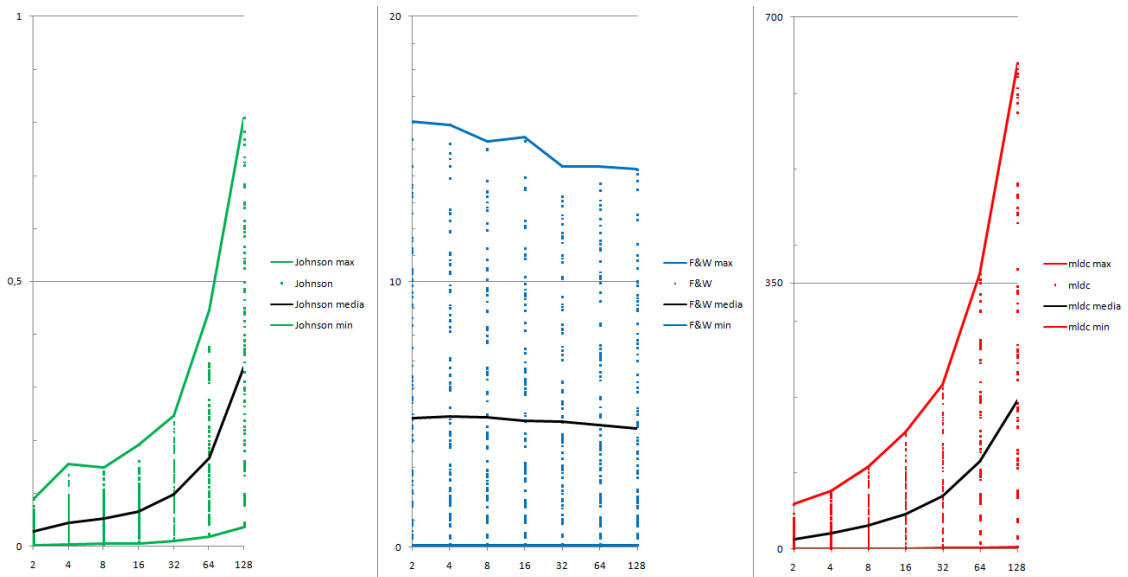 1
0,5
0
2 4 8 16 32 64 128
Johnson max
Johnson
Johnson media
Johnson min
20
10
0
2 4 8 16 32 64 128
F&W max
F&W
F&W media
F&W min
700
350
0
2 4 8 16 32 64 128
mldc max
mldc
mldc media
mldc min